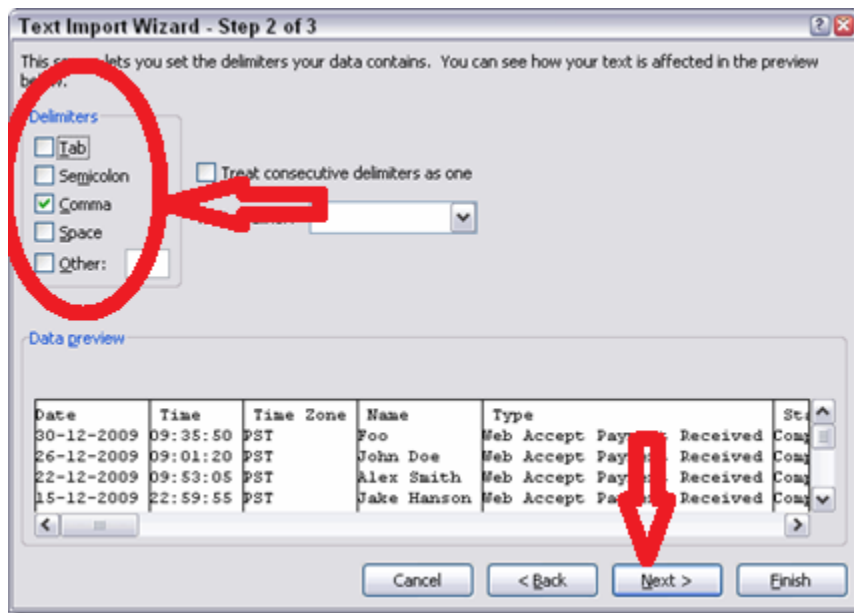 Text Import Wizard - Step 2 of 3
This lets you set the delimiters your data contains. You can see how your text is affected in the preview
Delimiters
Tab
Semicolon
Treat consecutive delimiters as one
Comma
Space
Other:
Data preview
Date Time Time Zone Name Type
30-12-2009 09:35:50 PST Foo Web Accept Received
26-12-2009 09:01:20 PST John Doe Web Accept Received
22-12-2009 09:53:05 PST Alex Smith Web Accept Received
15-12-2009 22:59:55 PST Jake Hanson Web Accept Received
Cancel < Back Next > Finish